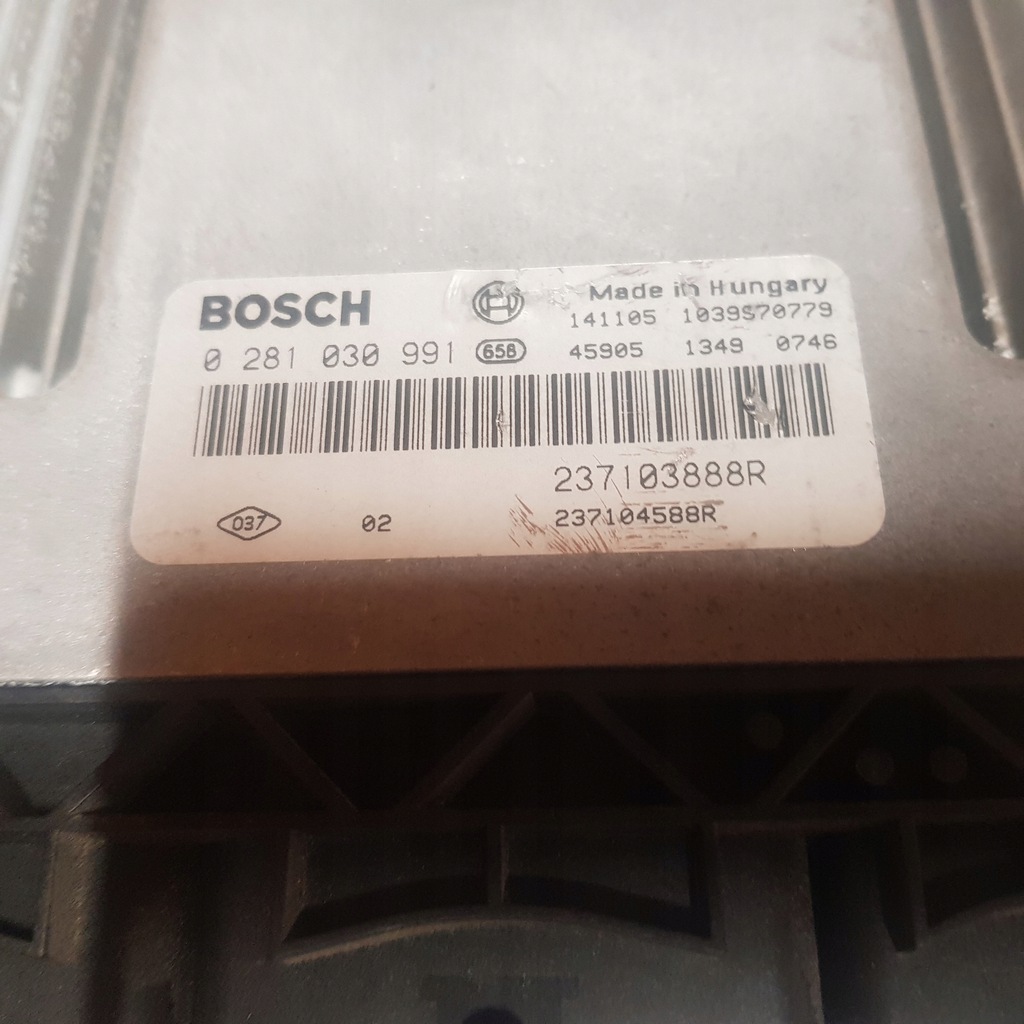 BOSCH Made in Hungary
141105 1039S70779
0 281 030 991 658 45905 1349 0746
237103888R
037 02 237104588R